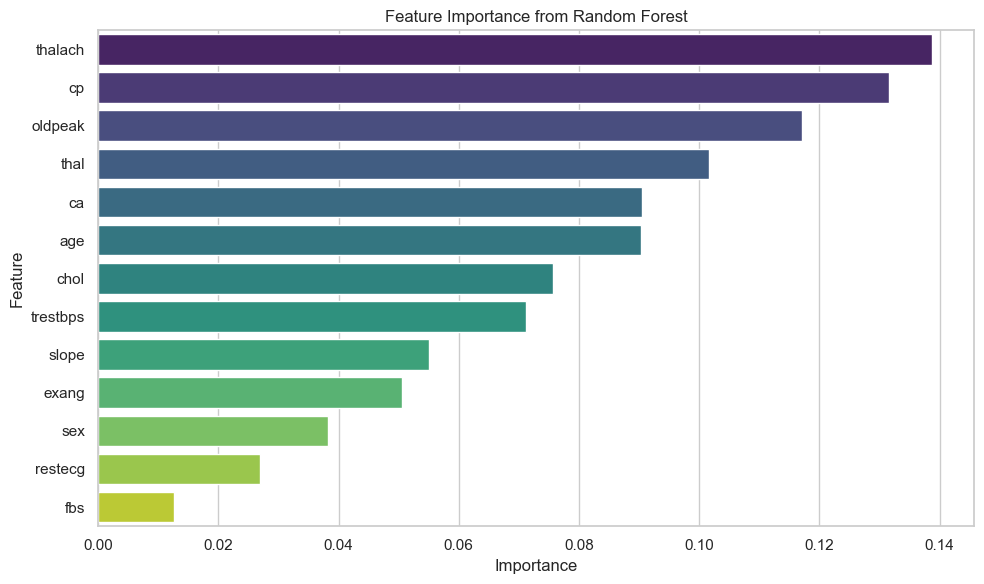 Feature Importance from Random Forest
thalach
cp
oldpeak
thal
ca
age
chol
trestbps
slope
exang
sex
restecg
fbs
Feature
0.00 0.02 0.04 0.06 0.08 0.10 0.12 0.14
Importance